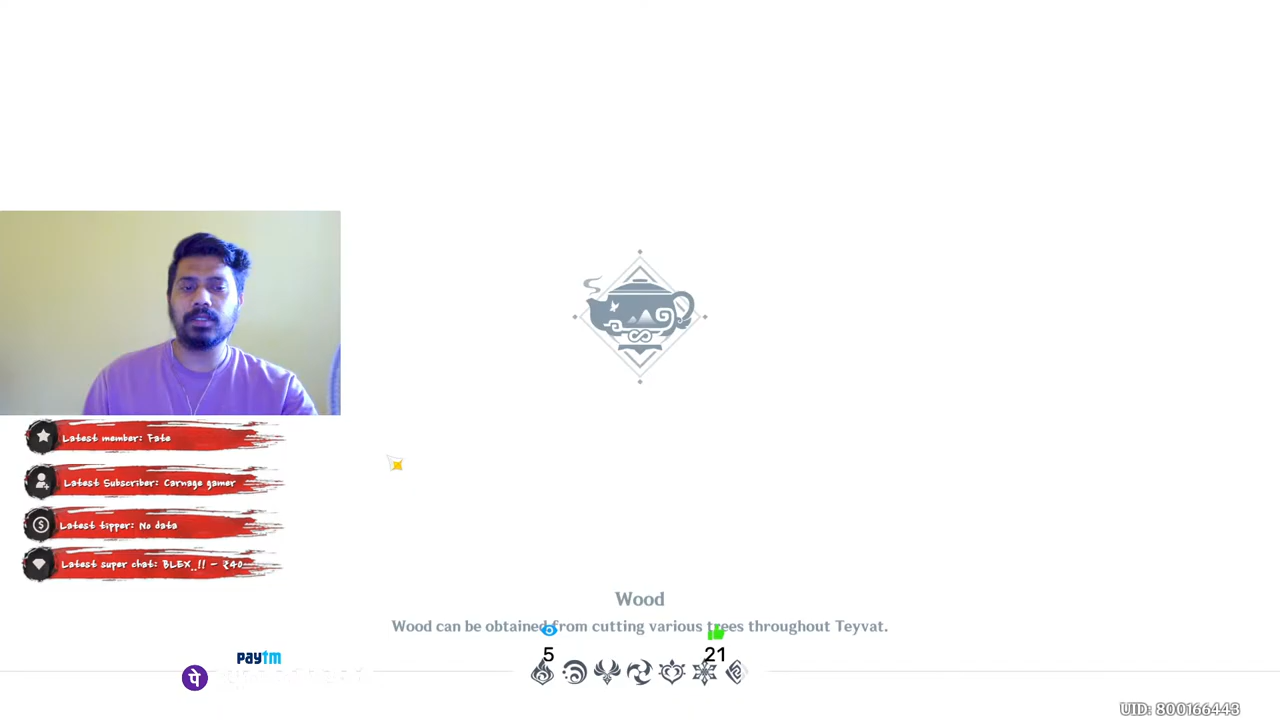 Latest member: Fate
Latest Subscriber: Carnage gamer
Latest tipper: No data
Latest super chat: BLEX_!! - ₹40
Wood
Wood can be obtained from cutting various trees throughout Teyvat.
5
21
paytm
पे
UID: 800166443